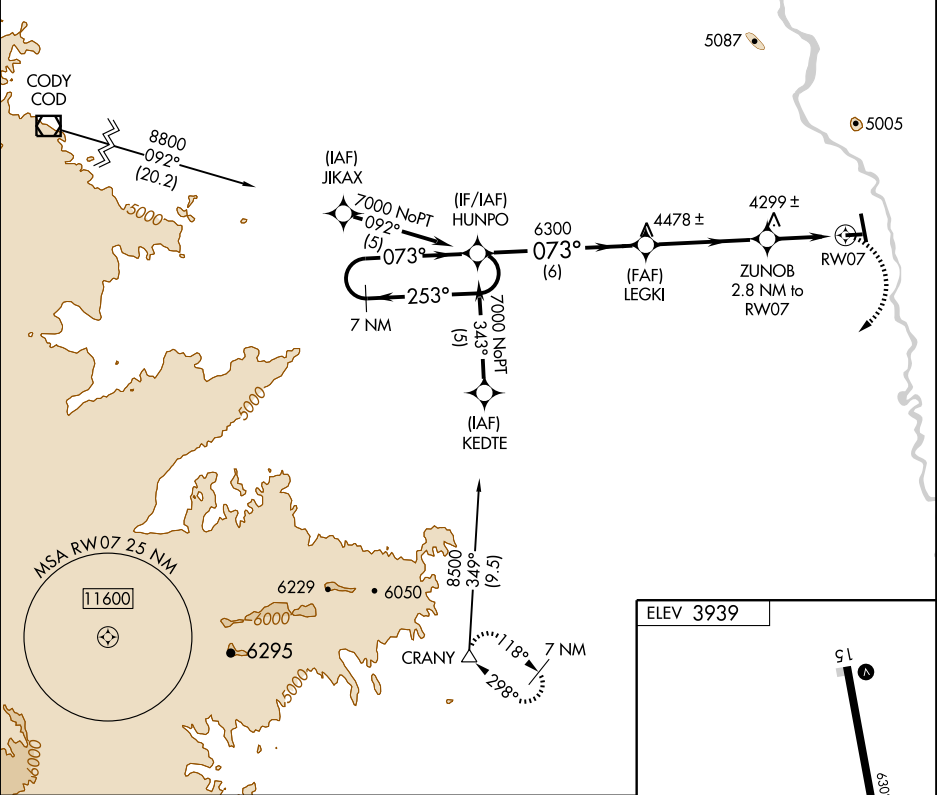 5087
CODY
COD
5005
8800
092°
(20.2)
(IAF)
JIKAX
7000 NoPT
092°
(5)
(IF/IAF)
HUNPO
4299 ±
4478 ±
5000
6300
073°
(6)
073°
RW07
(FAF)
LEGKI
ZUNOB
2.8 NM to
RW07
253°
7 NM
7000 NoPT
343°
(5)
(IAF)
KEDTE
5000
MSA RW07 25 NM
11600
8500
349°
(9.5)
6229
6050
6000
6295
CRANY
118°
7 NM
298°
5000
6000
ELEV 3939
15
V